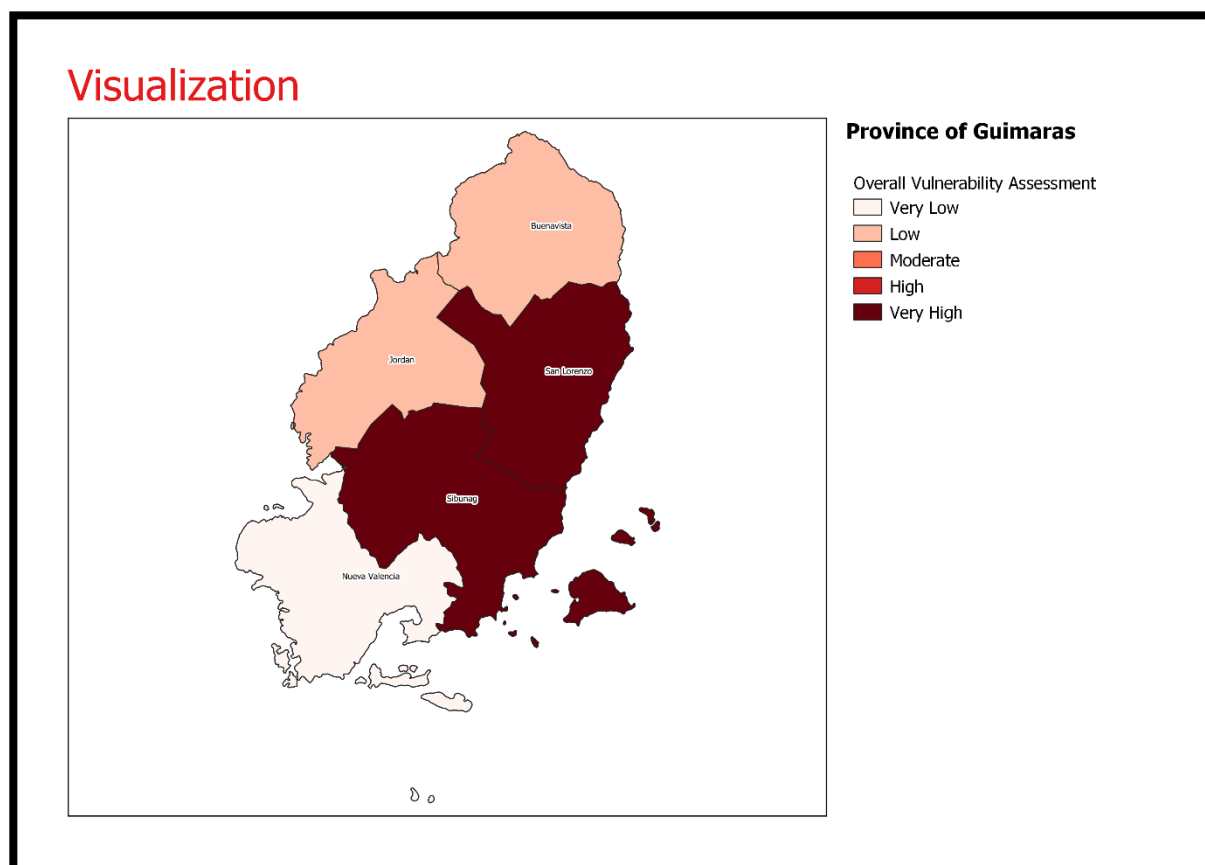 Visualization
Province of Guimaras
Overall Vulnerability Assessment
Very Low
Low
Moderate
High
Very High
Buenavista
Jordan
San Lorenzo
Sibunag
Nueva Valencia